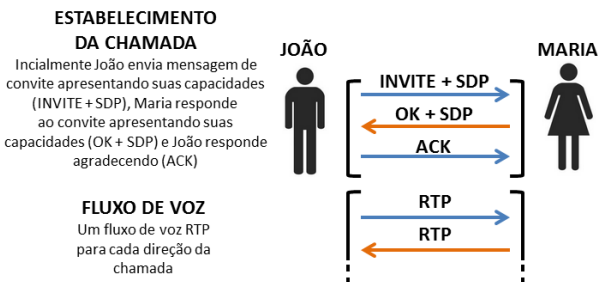 ESTABELECIMENTO
DA CHAMADA
Incialmente João envia mensagem de
convite apresentando suas capacidades
(INVITE + SDP), Maria responde
ao convite apresentando suas
capacidades (OK + SDP) e João responde
agradecendo (ACK)
JOÃO
MARIA
INVITE + SDP
OK + SDP
ACK
FLUXO DE VOZ
Um fluxo de voz RTP
para cada direção da
chamada
RTP
RTP